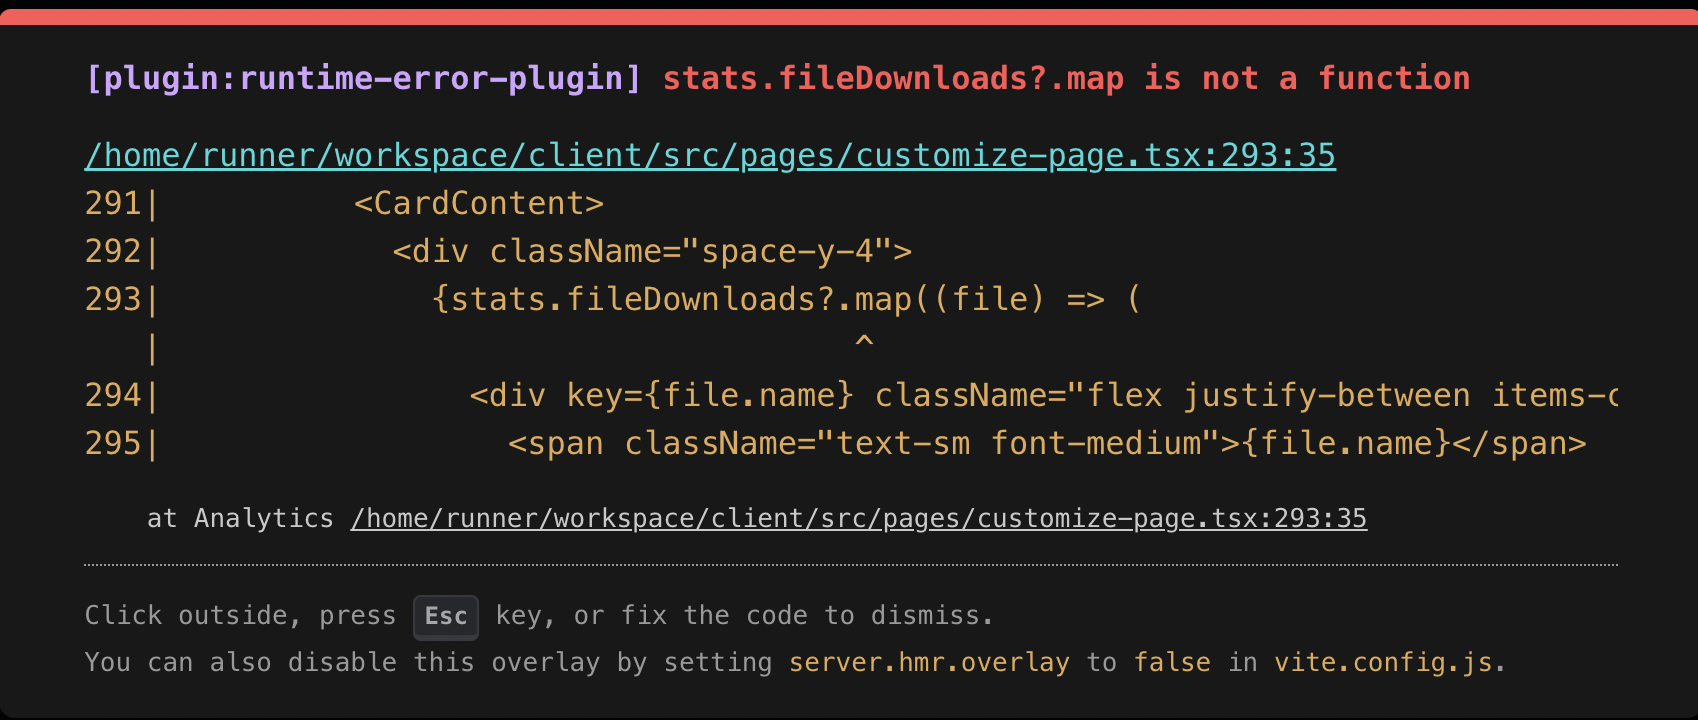 [plugin:runtime-error-plugin] stats.fileDownloads?.map is not a function
/home/runner/workspace/client/src/pages/customize-page.tsx:293:35
291|          <CardContent>
292|            <div className="space-y-4">
293|              {stats.fileDownloads?.map((file) => (
   |                                    ^
294|                <div key={file.name} className="flex justify-between items-c
295|                  <span className="text-sm font-medium">{file.name}</span>
at Analytics /home/runner/workspace/client/src/pages/customize-page.tsx:293:35
Click outside, press Esc key, or fix the code to dismiss.
You can also disable this overlay by setting server.hmr.overlay to false in vite.config.js.